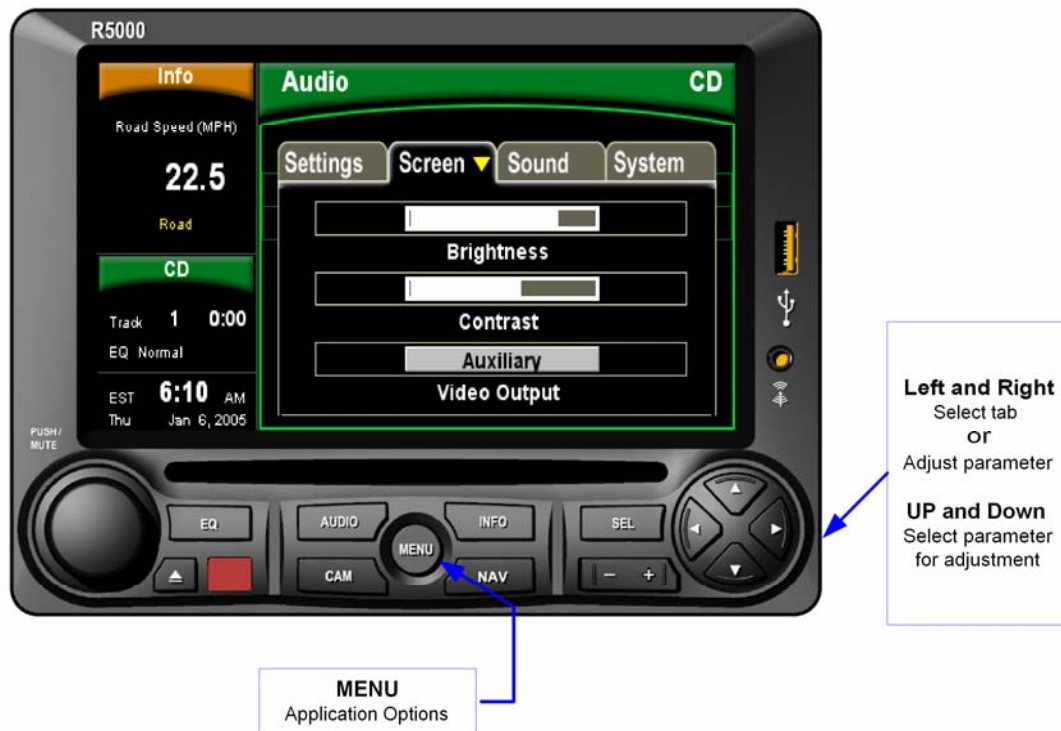 R5000
Info
Road Speed (MPH)
22.5
Road
CD
Track 1 0:00
EQ Normal
EST 6:10 AM
Thu Jan 6, 2005
Audio CD
Settings Screen Sound System
Brightness
Contrast
Auxiliary
Video Output
PUSH /
MUTE
EQ
AUDIO
INFO
SEL
MENU
CAM
NAV
- +
Left and Right
Select tab
or
Adjust parameter
UP and Down
Select parameter
for adjustment
MENU
Application Options